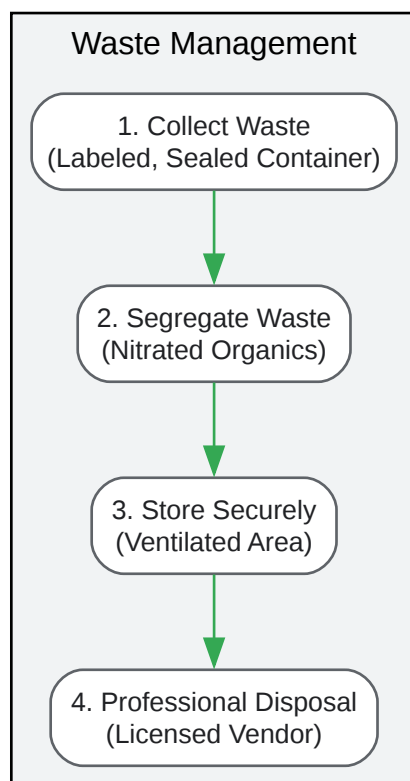 Waste Management
1. Collect Waste
(Labeled, Sealed Container)
2. Segregate Waste
(Nitrated Organics)
3. Store Securely
(Ventilated Area)
4. Professional Disposal
(Licensed Vendor)